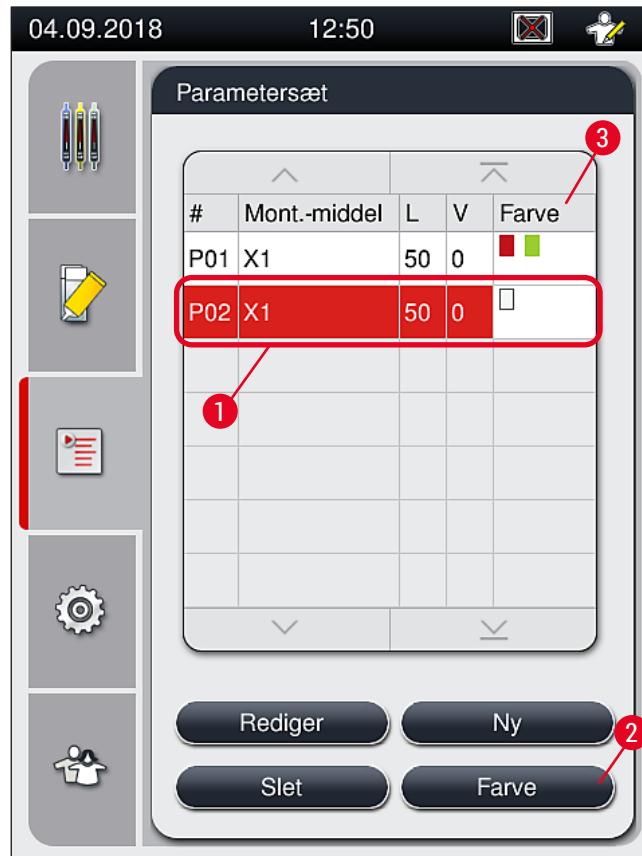 04.09.2018 12:50
Parametersæt
3
# Mont.-middel L V Farve
P01 X1 50 0
P02 X1 50 0
1
Rediger Ny
2
Slet Farve